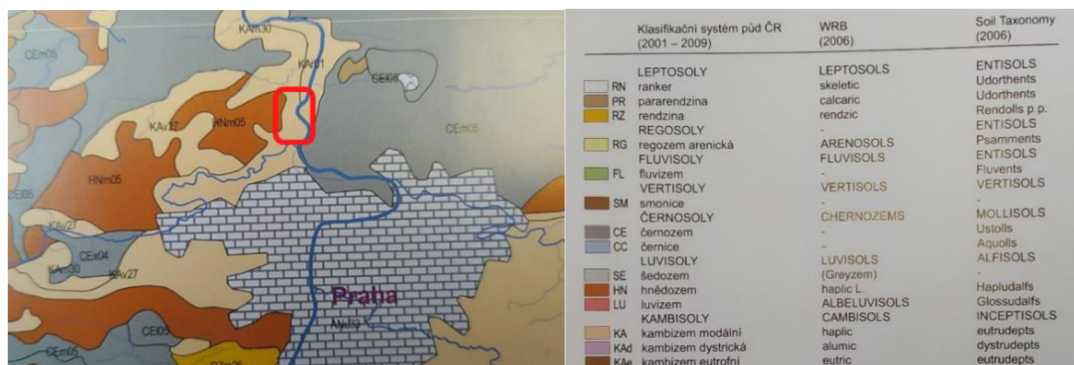 KAm30
CEm05
KAv01
CEl05
KAv27
HNm05
CEm05
HNm05
KAv27
CEx04
KAm30
KAv27
Praha
CEl05
CEm05
Klasifikační systém půd ČR WRB Soil Taxonomy
(2001 – 2009) (2006) (2006)
LEPTOSOLY LEPTOSOLS ENTISOLS
RN ranker skeletic Udorthents
PR pararendzina calcaric Udorthents
RZ rendzina rendzic Rendolls p.p.
REGOSOLY - ENTISOLS
RG regozem arenická ARENOSOLS Psamments
FLUVISOLY FLUVISOLS ENTISOLS
FL fluvizem - Fluvents
VERTISOLY VERTISOLS VERTISOLS
SM smonice - -
ČERNOSOLY CHERNOZEMS MOLLISOLS
CE černozem - Ustolls
CC černice - Aquolls
LUVISOLY LUVISOLS ALFISOLS
SE šedozem (Greyzem) -
HN hnědozem haplic L. Hapludalfs
LU luvizem ALBELUVISOLS Glossudalfs
KAMBISOLY CAMBISOLS INCEPTISOLS
KA kambizem modální haplic eutrudepts
KAd kambizem dystrická alumic dystrudepts
KAe kambizem eutrofní eutric eutrudepts